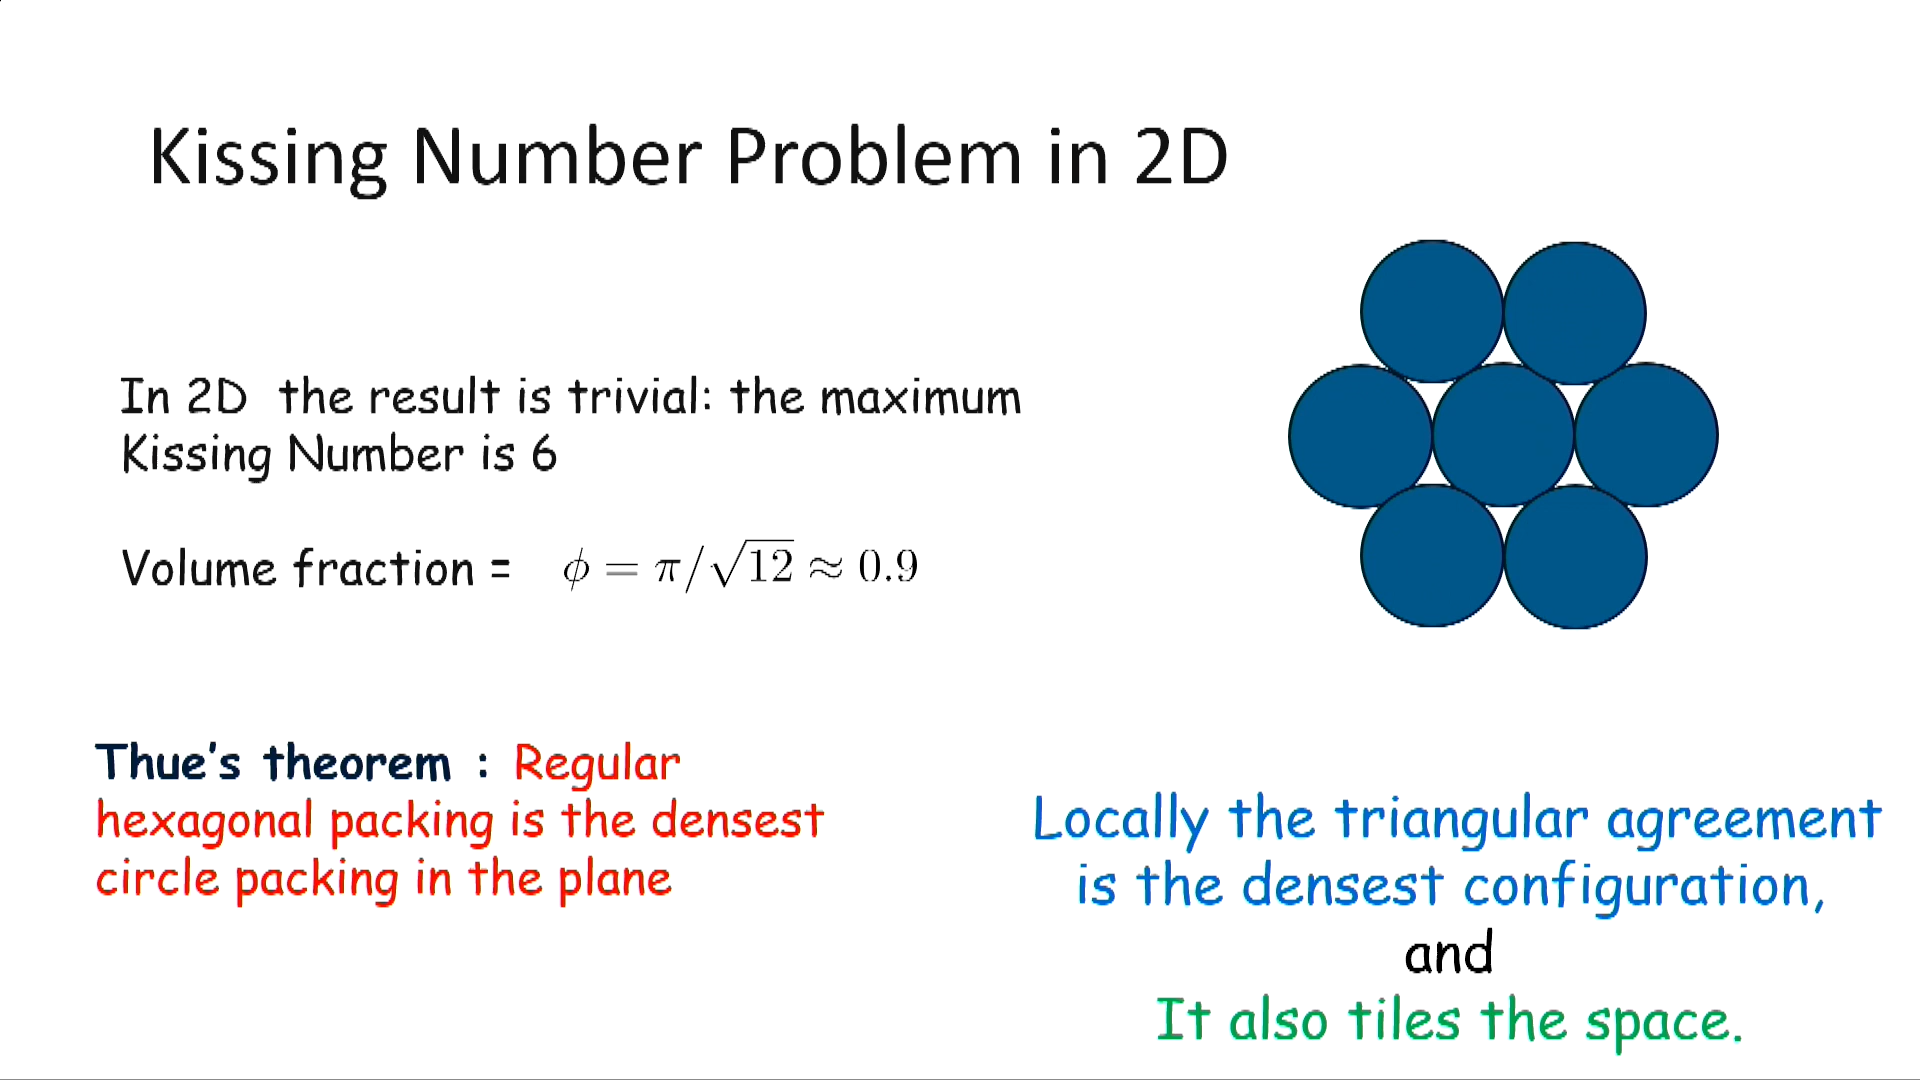 Kissing Number Problem in 2D
In 2D the result is trivial: the maximum
Kissing Number is 6
Volume fraction = ϕ = π/√12 ≈ 0.9
Thue's theorem : Regular
hexagonal packing is the densest
circle packing in the plane
Locally the triangular agreement
is the densest configuration,
and
It also tiles the space.